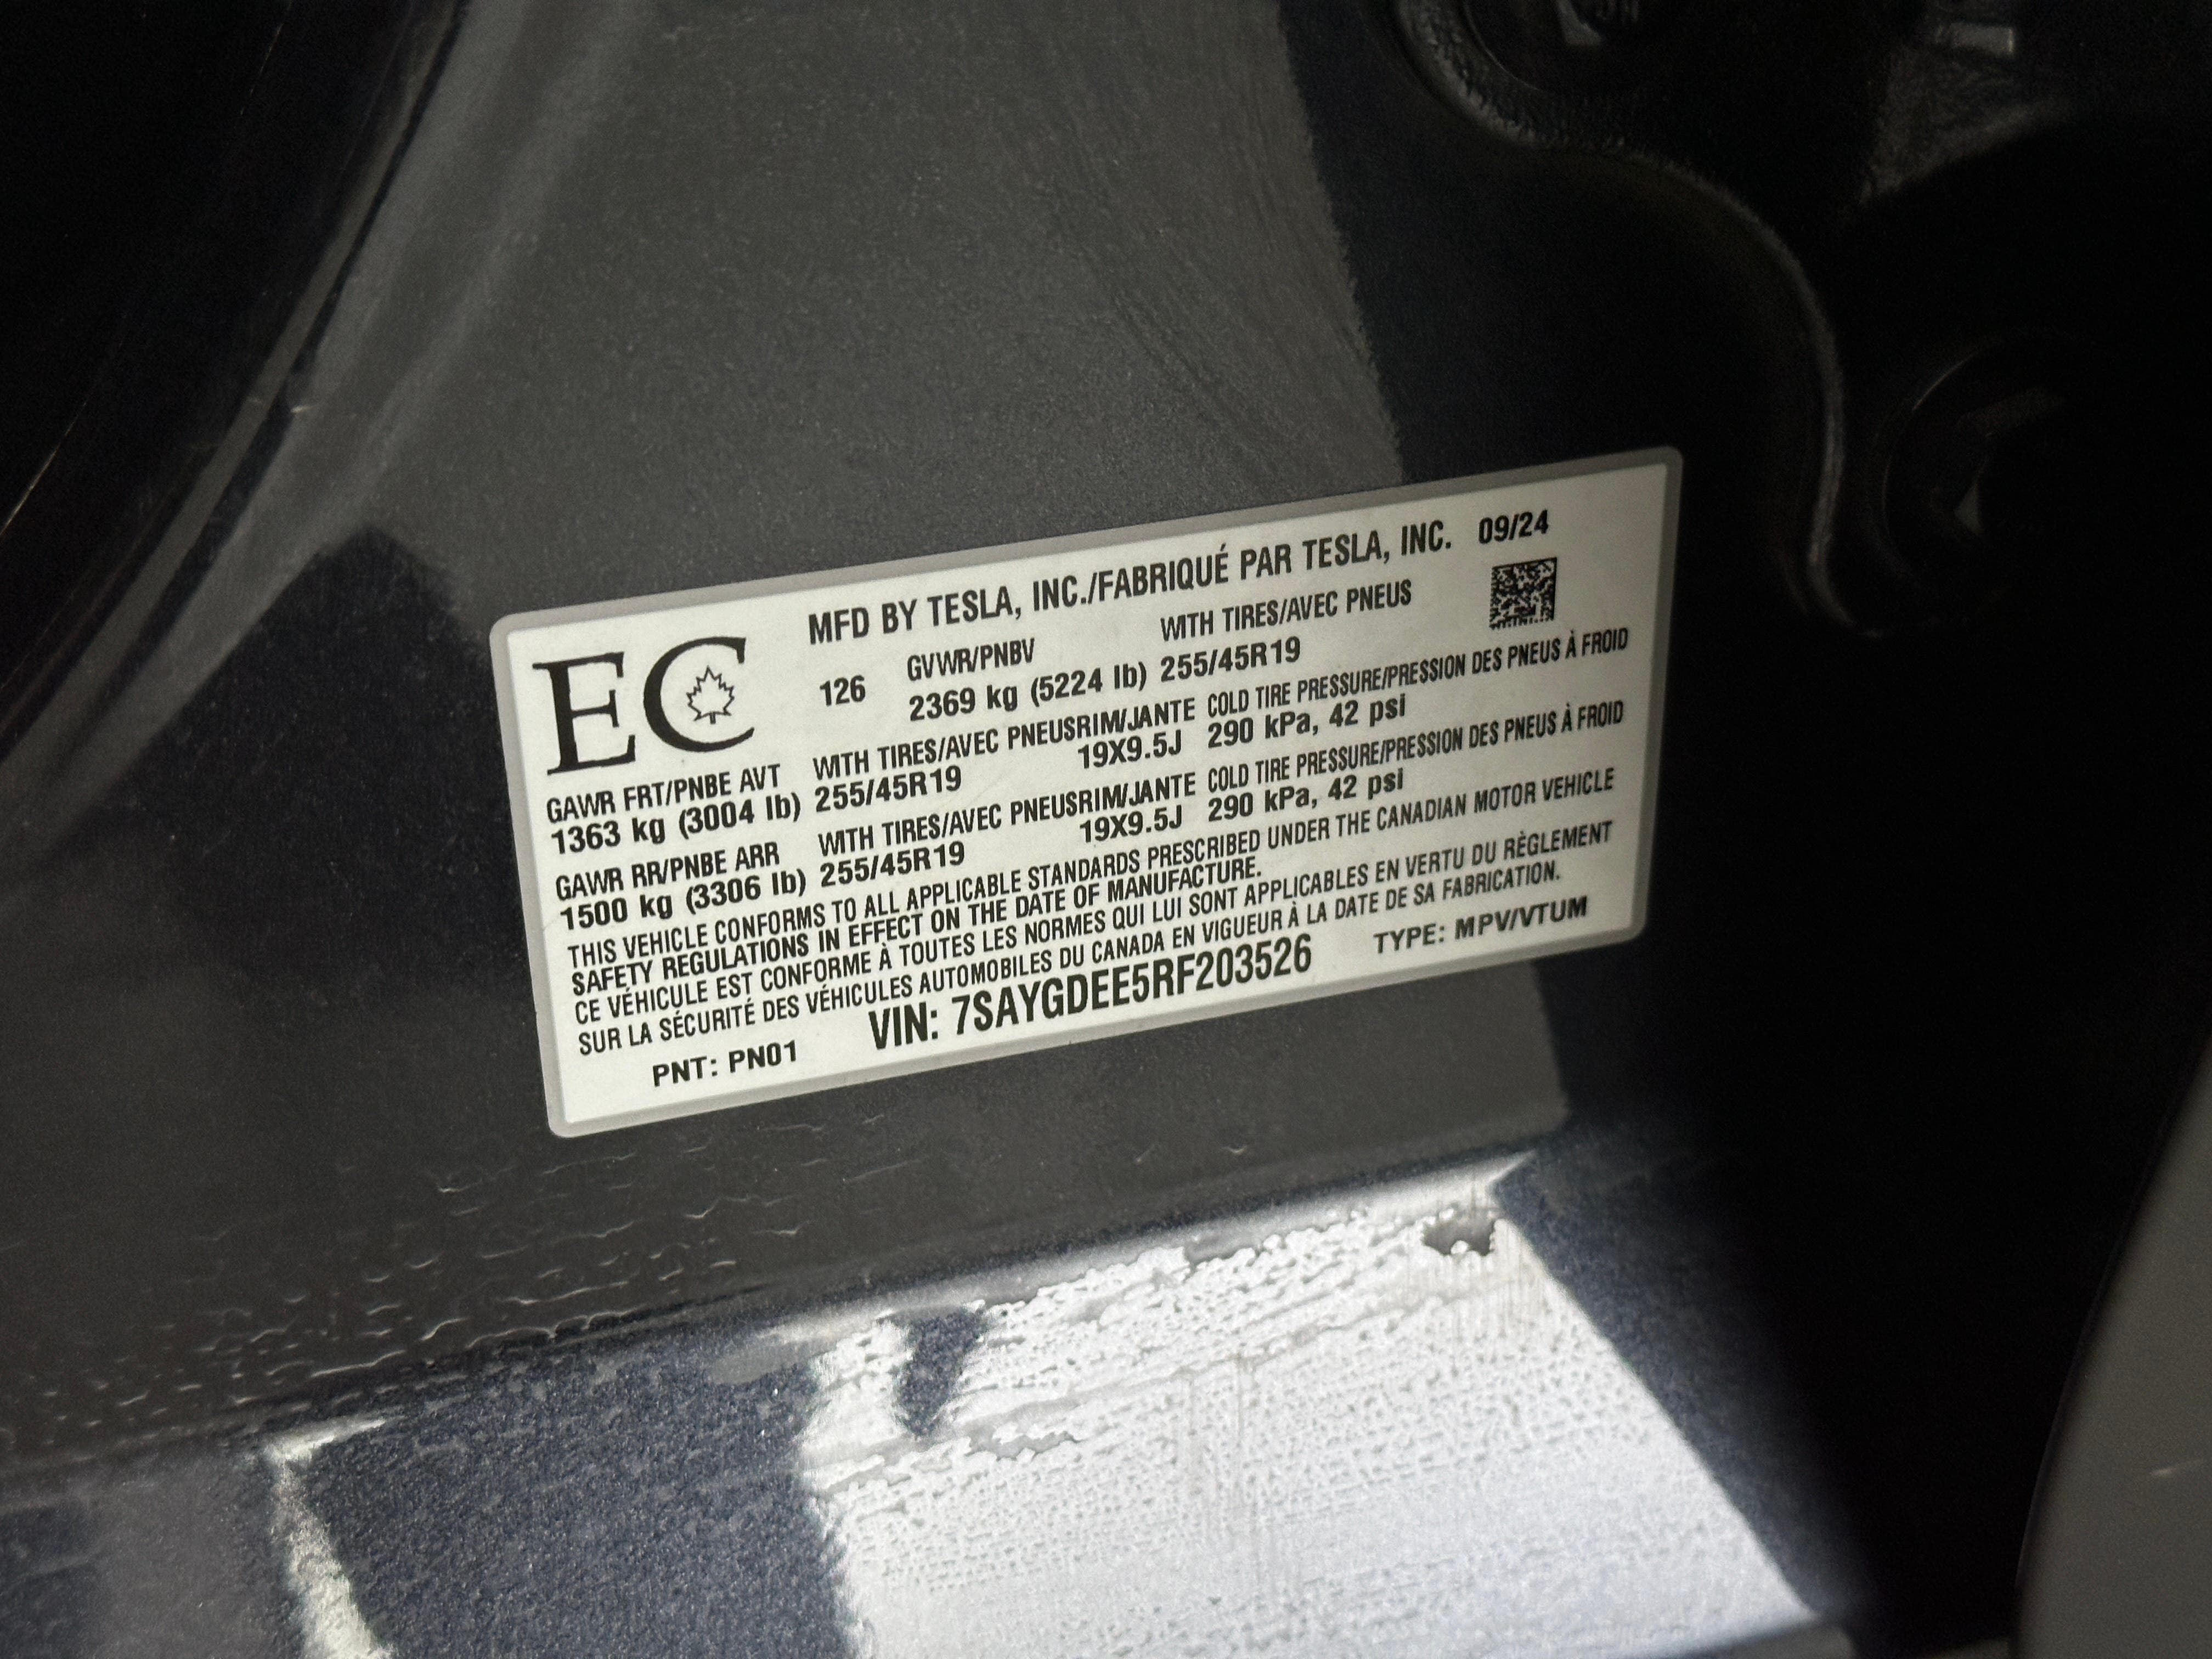 MFD BY TESLA, INC./FABRIQUÉ PAR TESLA, INC. 09/24
EC
126
GVWR/PNBV
2369 kg (5224 lb)
WITH TIRES/AVEC PNEUS
255/45R19
GAWR FRT/PNBE AVT WITH TIRES/AVEC PNEUSRIM/JANTE COLD TIRE PRESSURE/PRESSION DES PNEUS À FROID
1363 kg (3004 lb) 255/45R19 19X9.5J 290 kPa, 42 psi
GAWR RR/PNBE ARR WITH TIRES/AVEC PNEUSRIM/JANTE COLD TIRE PRESSURE/PRESSION DES PNEUS À FROID
1500 kg (3306 lb) 255/45R19 19X9.5J 290 kPa, 42 psi
THIS VEHICLE CONFORMS TO ALL APPLICABLE STANDARDS PRESCRIBED UNDER THE CANADIAN MOTOR VEHICLE
SAFETY REGULATIONS IN EFFECT ON THE DATE OF MANUFACTURE.
CE VÉHICULE EST CONFORME À TOUTES LES NORMES QUI LUI SONT APPLICABLES EN VERTU DU RÈGLEMENT
SUR LA SÉCURITÉ DES VÉHICULES AUTOMOBILES DU CANADA EN VIGUEUR À LA DATE DE SA FABRICATION.
PNT: PN01 VIN: 7SAYGDEE5RF203526 TYPE: MPV/VTUM